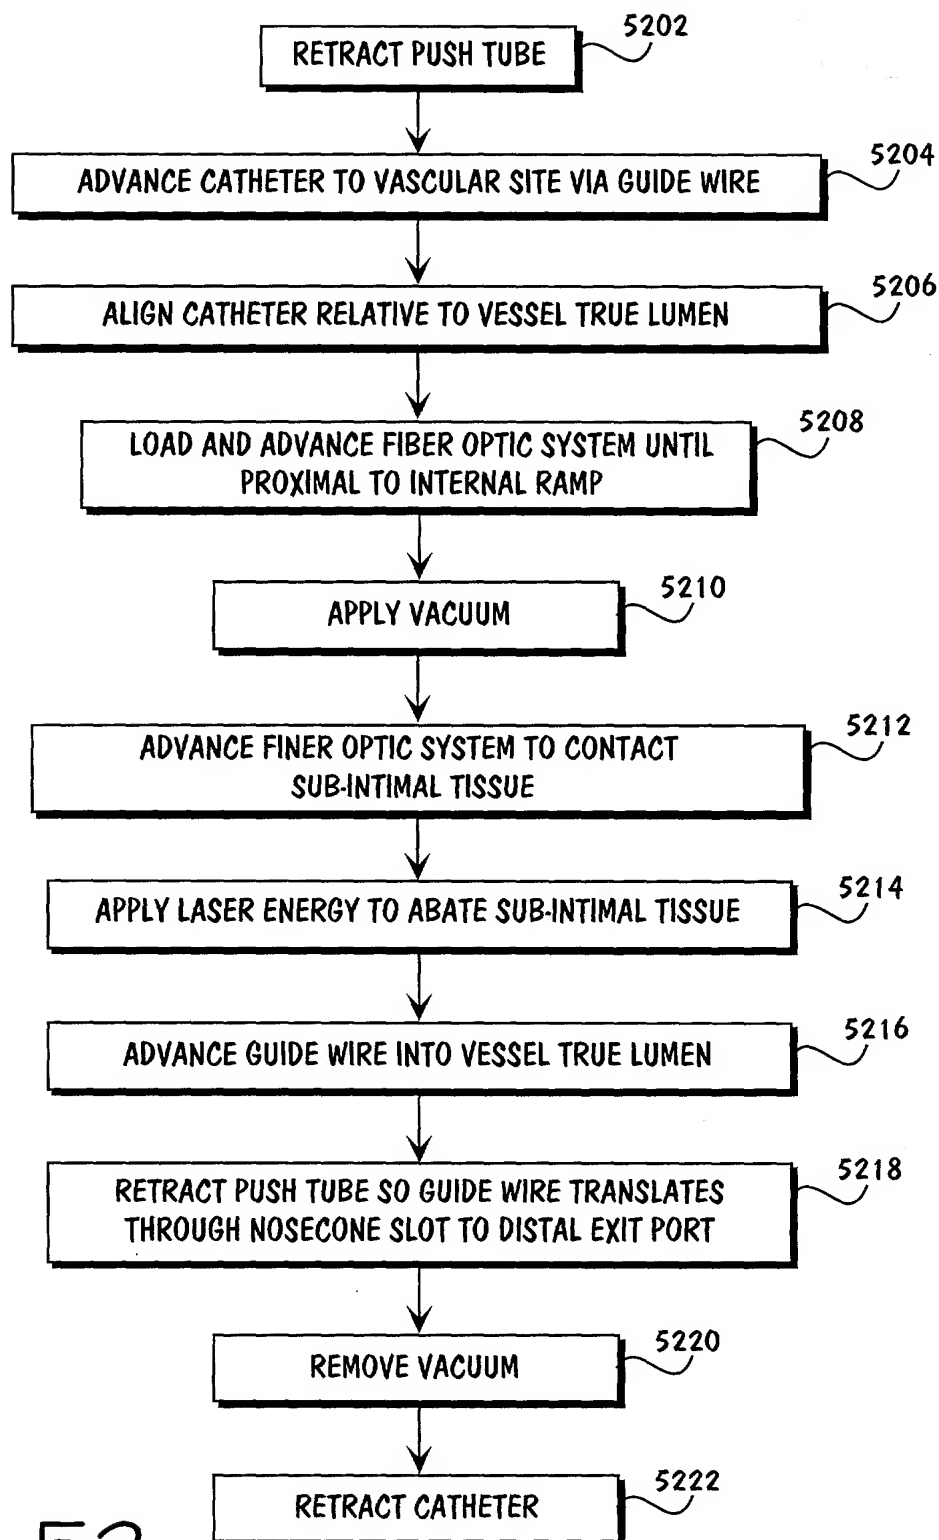 RETRACT PUSH TUBE
5202
ADVANCE CATHETER TO VASCULAR SITE VIA GUIDE WIRE
5204
ALIGN CATHETER RELATIVE TO VESSEL TRUE LUMEN
5206
LOAD AND ADVANCE FIBER OPTIC SYSTEM UNTIL
PROXIMAL TO INTERNAL RAMP
5208
APPLY VACUUM
5210
ADVANCE FINER OPTIC SYSTEM TO CONTACT
SUB-INTIMAL TISSUE
5212
APPLY LASER ENERGY TO ABATE SUB-INTIMAL TISSUE
5214
ADVANCE GUIDE WIRE INTO VESSEL TRUE LUMEN
5216
RETRACT PUSH TUBE SO GUIDE WIRE TRANSLATES
THROUGH NOSECONE SLOT TO DISTAL EXIT PORT
5218
REMOVE VACUUM
5220
RETRACT CATHETER
5222